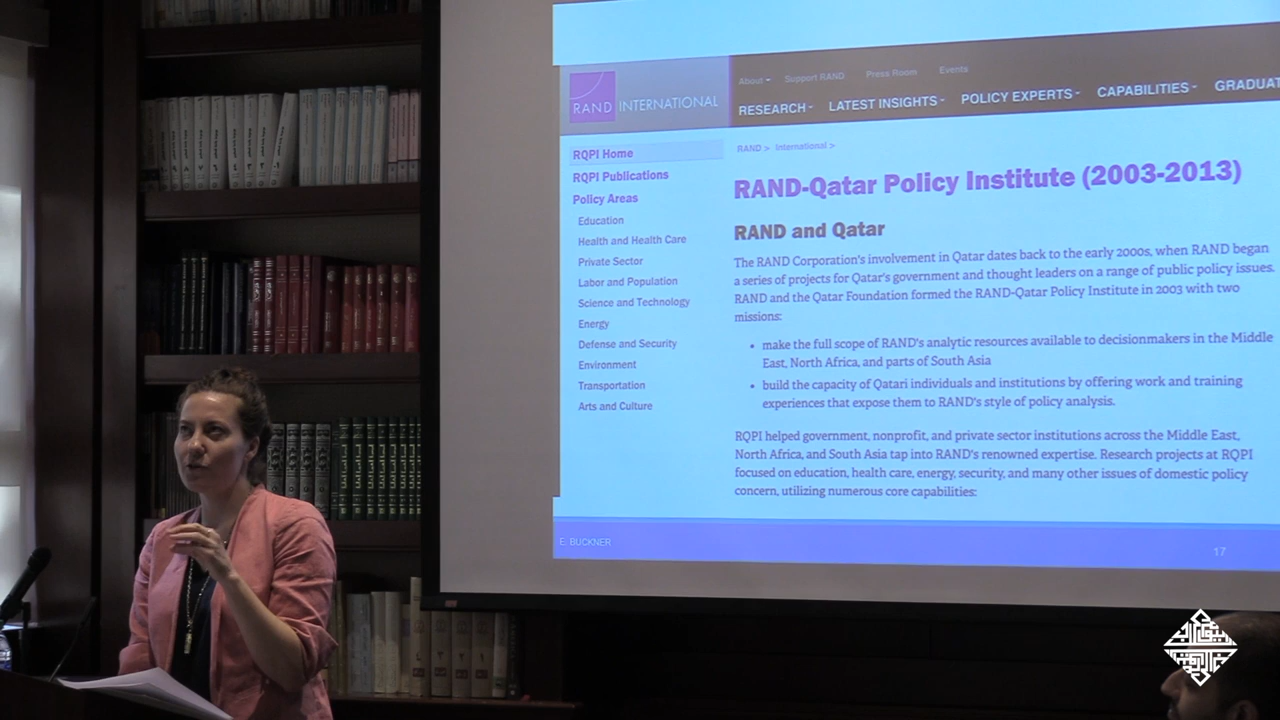 About
Support RAND
Press Room
Events
RAND INTERNATIONAL
RESEARCH
LATEST INSIGHTS
POLICY EXPERTS
CAPABILITIES
GRADUAT
RQPI Home
RQPI Publications
Policy Areas
Education
Health and Health Care
Private Sector
Labor and Population
Science and Technology
Energy
Defense and Security
Environment
Transportation
Arts and Culture
RAND > International >
RAND-Qatar Policy Institute (2003-2013)
RAND and Qatar
The RAND Corporation's involvement in Qatar dates back to the early 2000s, when RAND began
a series of projects for Qatar's government and thought leaders on a range of public policy issues.
RAND and the Qatar Foundation formed the RAND-Qatar Policy Institute in 2003 with two
missions:
• make the full scope of RAND's analytic resources available to decisionmakers in the Middle
East, North Africa, and parts of South Asia
• build the capacity of Qatari individuals and institutions by offering work and training
experiences that expose them to RAND's style of policy analysis.
RQPI helped government, nonprofit, and private sector institutions across the Middle East,
North Africa, and South Asia tap into RAND's renowned expertise. Research projects at RQPI
focused on education, health care, energy, security, and many other issues of domestic policy
concern, utilizing numerous core capabilities:
E. BUCKNER
17